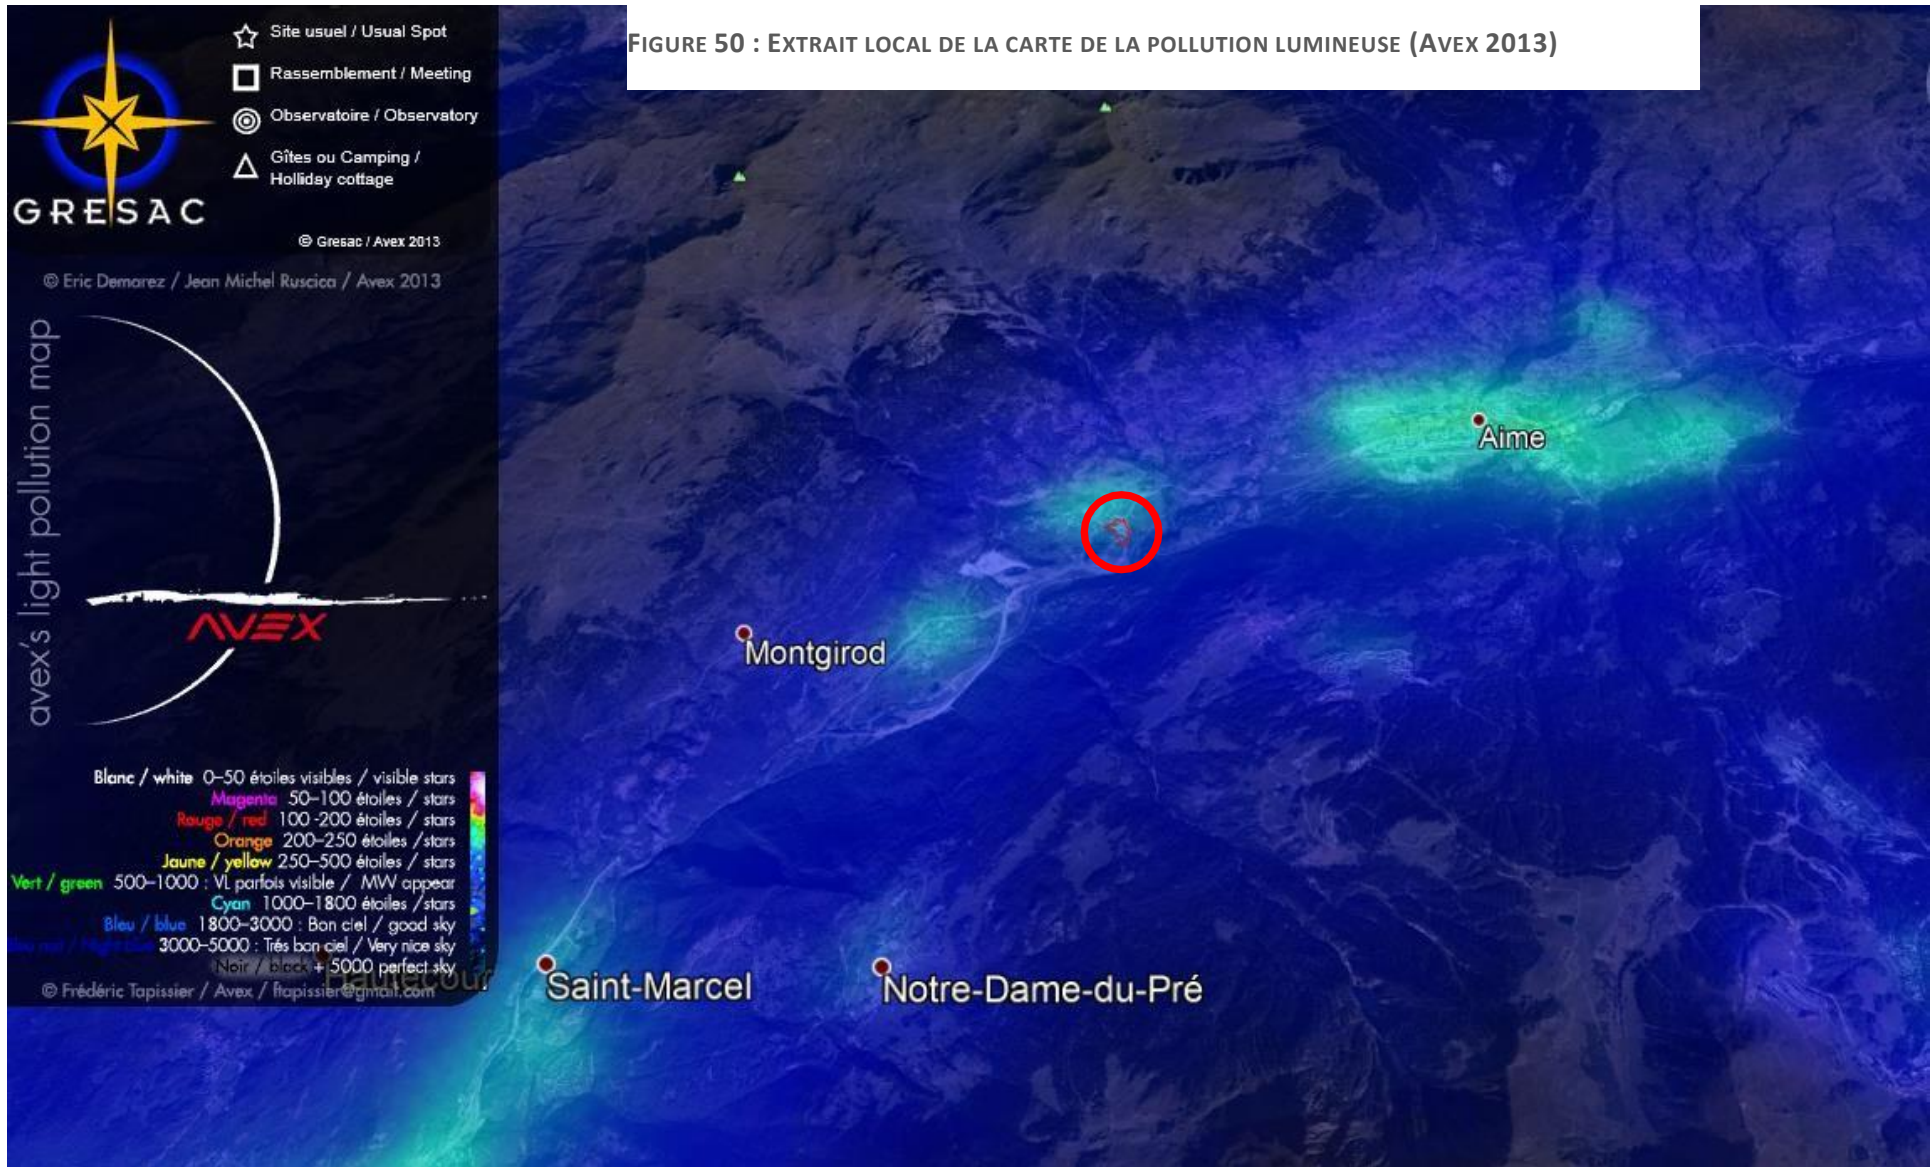 FIGURE 50 : EXTRAIT LOCAL DE LA CARTE DE LA POLLUTION LUMINEUSE (AVEX 2013)
Site usuel / Usual Spot
Rassemblement / Meeting
Observatoire / Observatory
Gîtes ou Camping /
Holliday cottage
GRESAC
© Gresac / Avex 2013
© Eric Demarez / Jean Michel Ruscica / Avex 2013
avex's light pollution map
AVEX
Blanc / white 0–50 étoiles visibles / visible stars
Magenta 50–100 étoiles / stars
Rouge / red 100 -200 étoiles / stars
Orange 200–250 étoiles /stars
Jaune / yellow 250–500 étoiles / stars
Vert / green 500–1000 : VL parfois visible / MW appear
Cyan 1000–1800 étoiles /stars
Bleu / blue 1800–3000 : Bon ciel / good sky
3000–5000 : Trés bon ciel / Very nice sky
Noir / black + 5000 perfect sky
© Frédéric Tapissier / Avex / ftapissier@gmail.com
Aime
Montgirod
Hautecour
Saint-Marcel
Notre-Dame-du-Pré